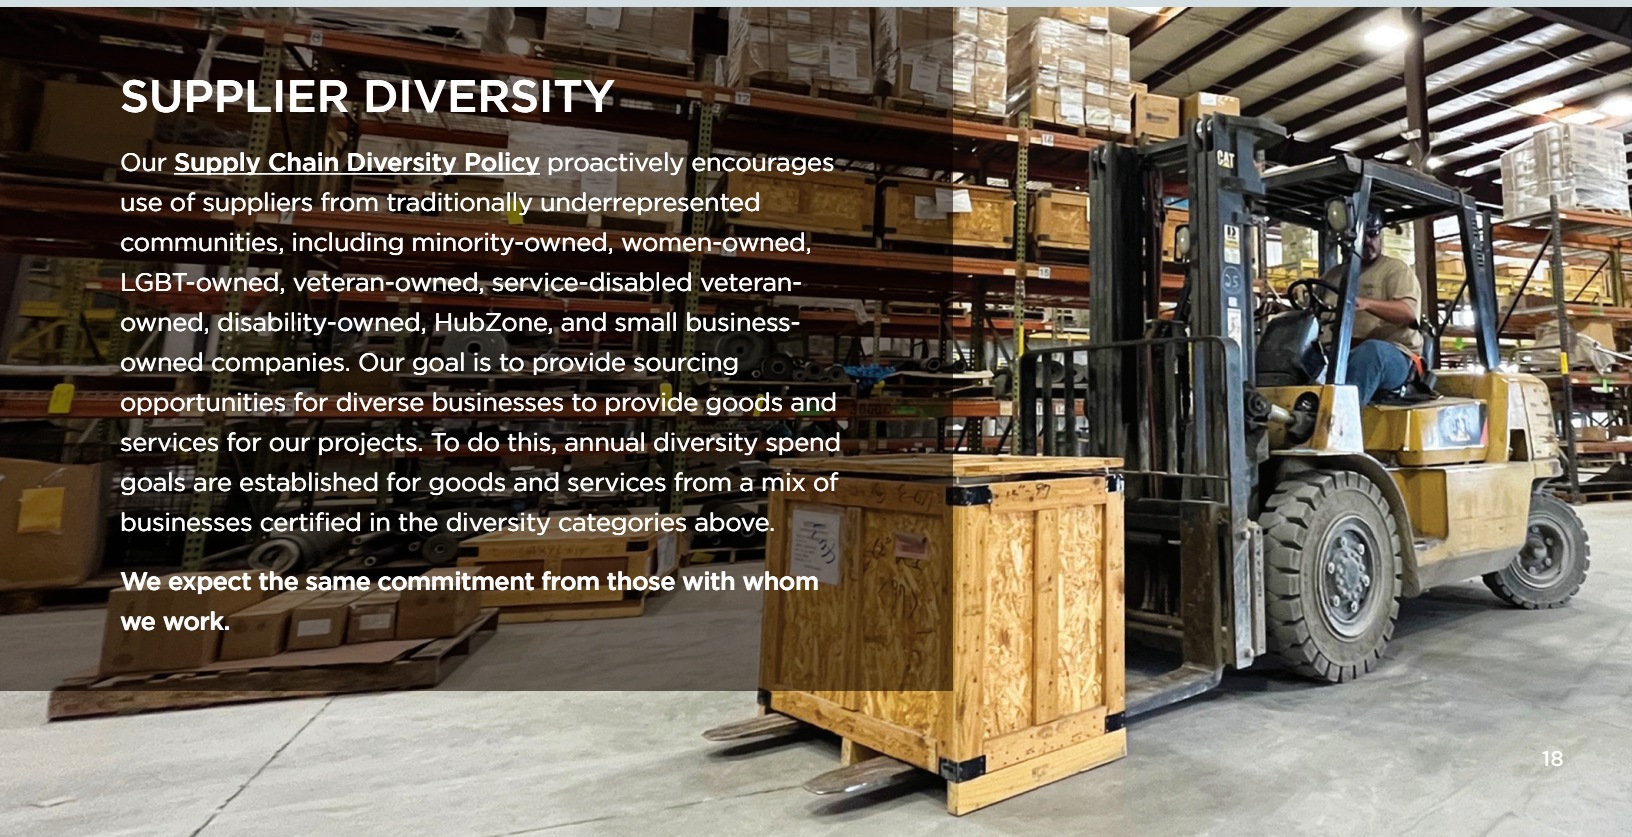 SUPPLIER DIVERSITY
Our Supply Chain Diversity Policy proactively encourages
use of suppliers from traditionally underrepresented
communities, including minority-owned, women-owned,
LGBT-owned, veteran-owned, service-disabled veteran-
owned, disability-owned, HubZone, and small business-
owned companies. Our goal is to provide sourcing
opportunities for diverse businesses to provide goods and
services for our projects. To do this, annual diversity spend
goals are established for goods and services from a mix of
businesses certified in the diversity categories above.
We expect the same commitment from those with whom
we work.
CAT
12
14
15
18